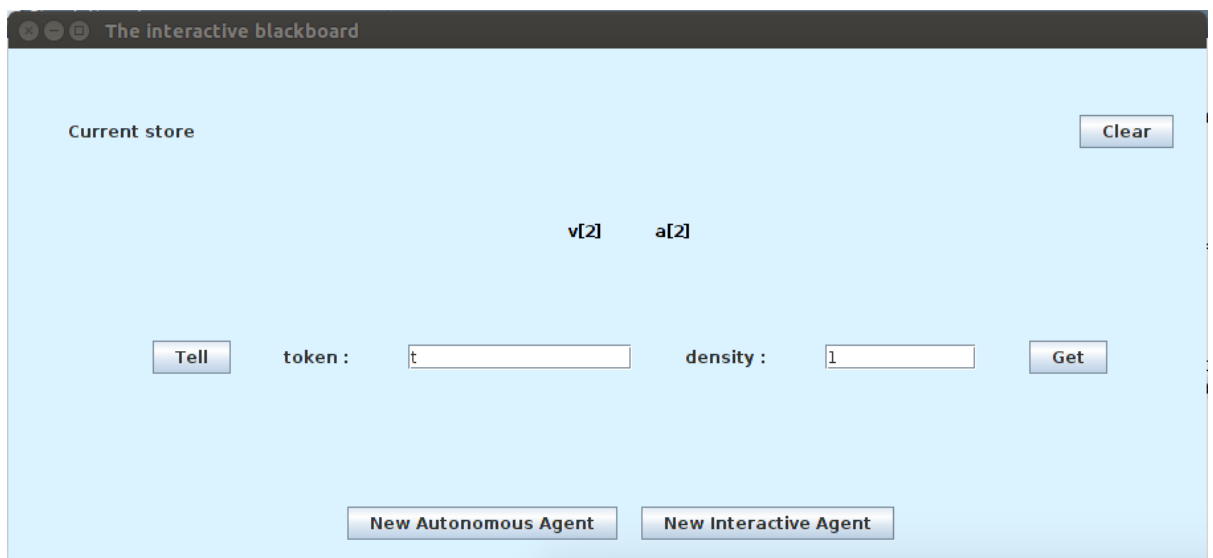 The interactive blackboard
Current store Clear
v[2] a[2]
Tell token : t density : 1 Get
New Autonomous Agent New Interactive Agent